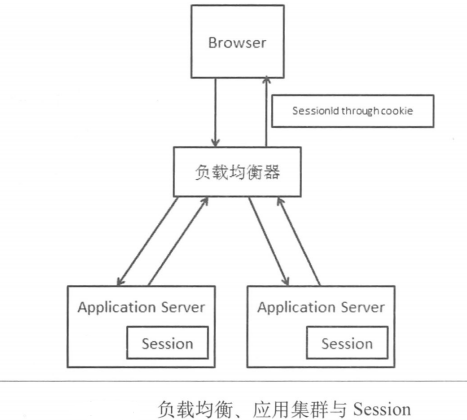 Browser
SessionId through cookie
负载均衡器
Application Server
Session
Application Server
Session
负载均衡、应用集群与 Session